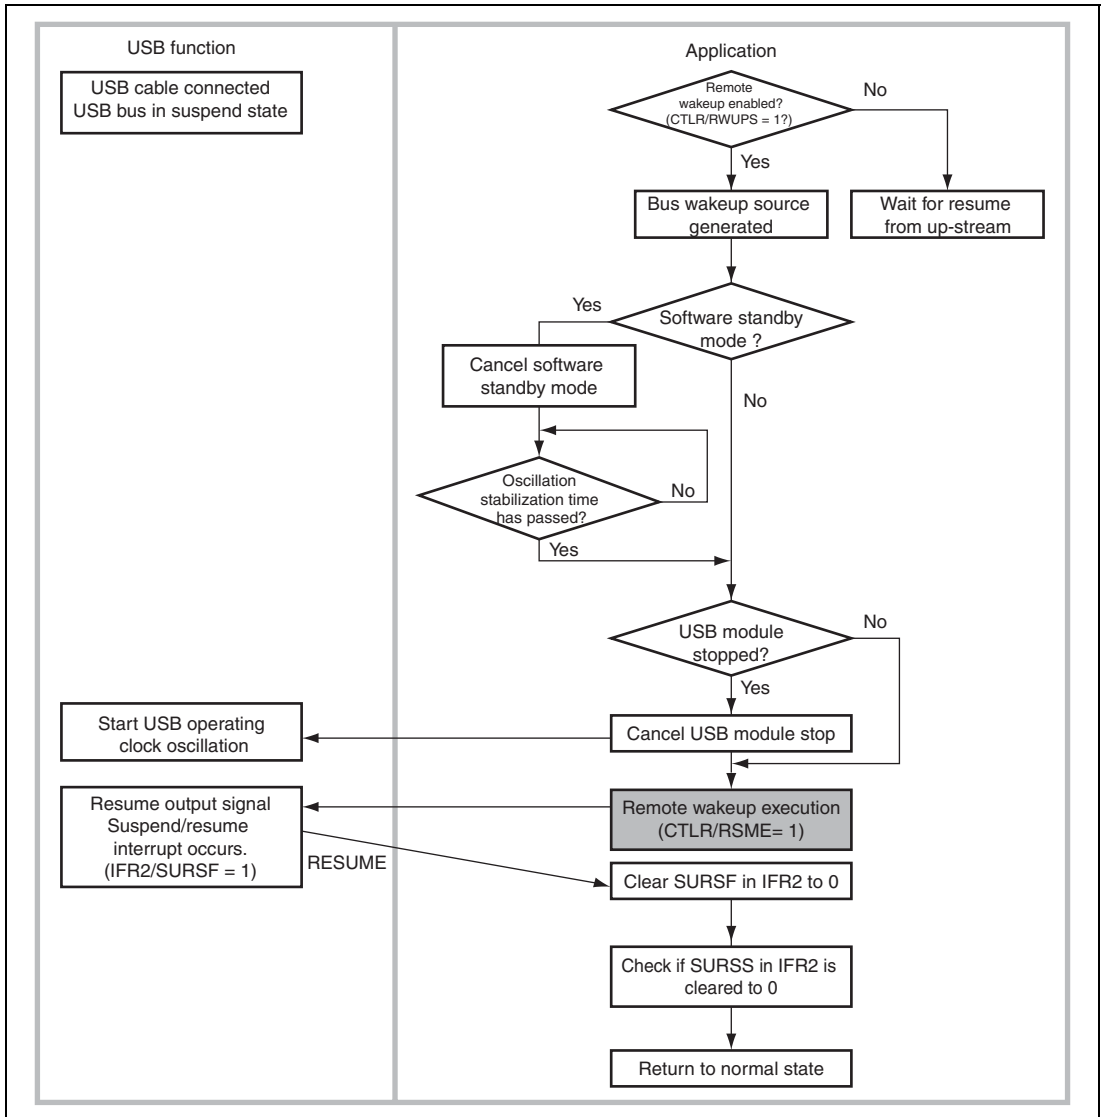 USB function
Application
USB cable connected
USB bus in suspend state
Remote
wakeup enabled?
(CTLR/RWUPS = 1?)
No
Yes
Bus wakeup source
generated
Wait for resume
from up-stream
Yes
Software standby
mode ?
Cancel software
standby mode
No
Oscillation
stabilization time
has passed?
No
Yes
USB module
stopped?
No
Yes
Start USB operating
clock oscillation
Cancel USB module stop
Resume output signal
Suspend/resume
interrupt occurs.
(IFR2/SURSF = 1)
Remote wakeup execution
(CTLR/RSME= 1)
RESUME
Clear SURSF in IFR2 to 0
Check if SURSS in IFR2 is
cleared to 0
Return to normal state